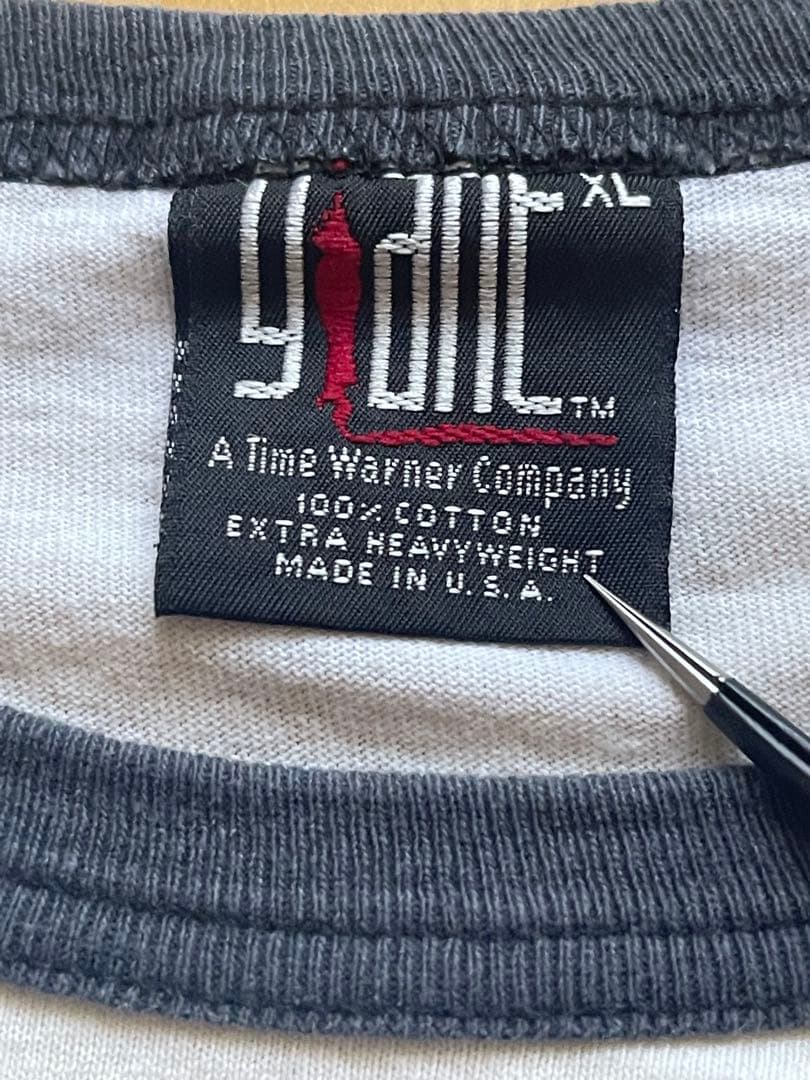 giant XL
TM
A Time Warner Company
100% COTTON
EXTRA HEAVYWEIGHT
MADE IN U.S.A.